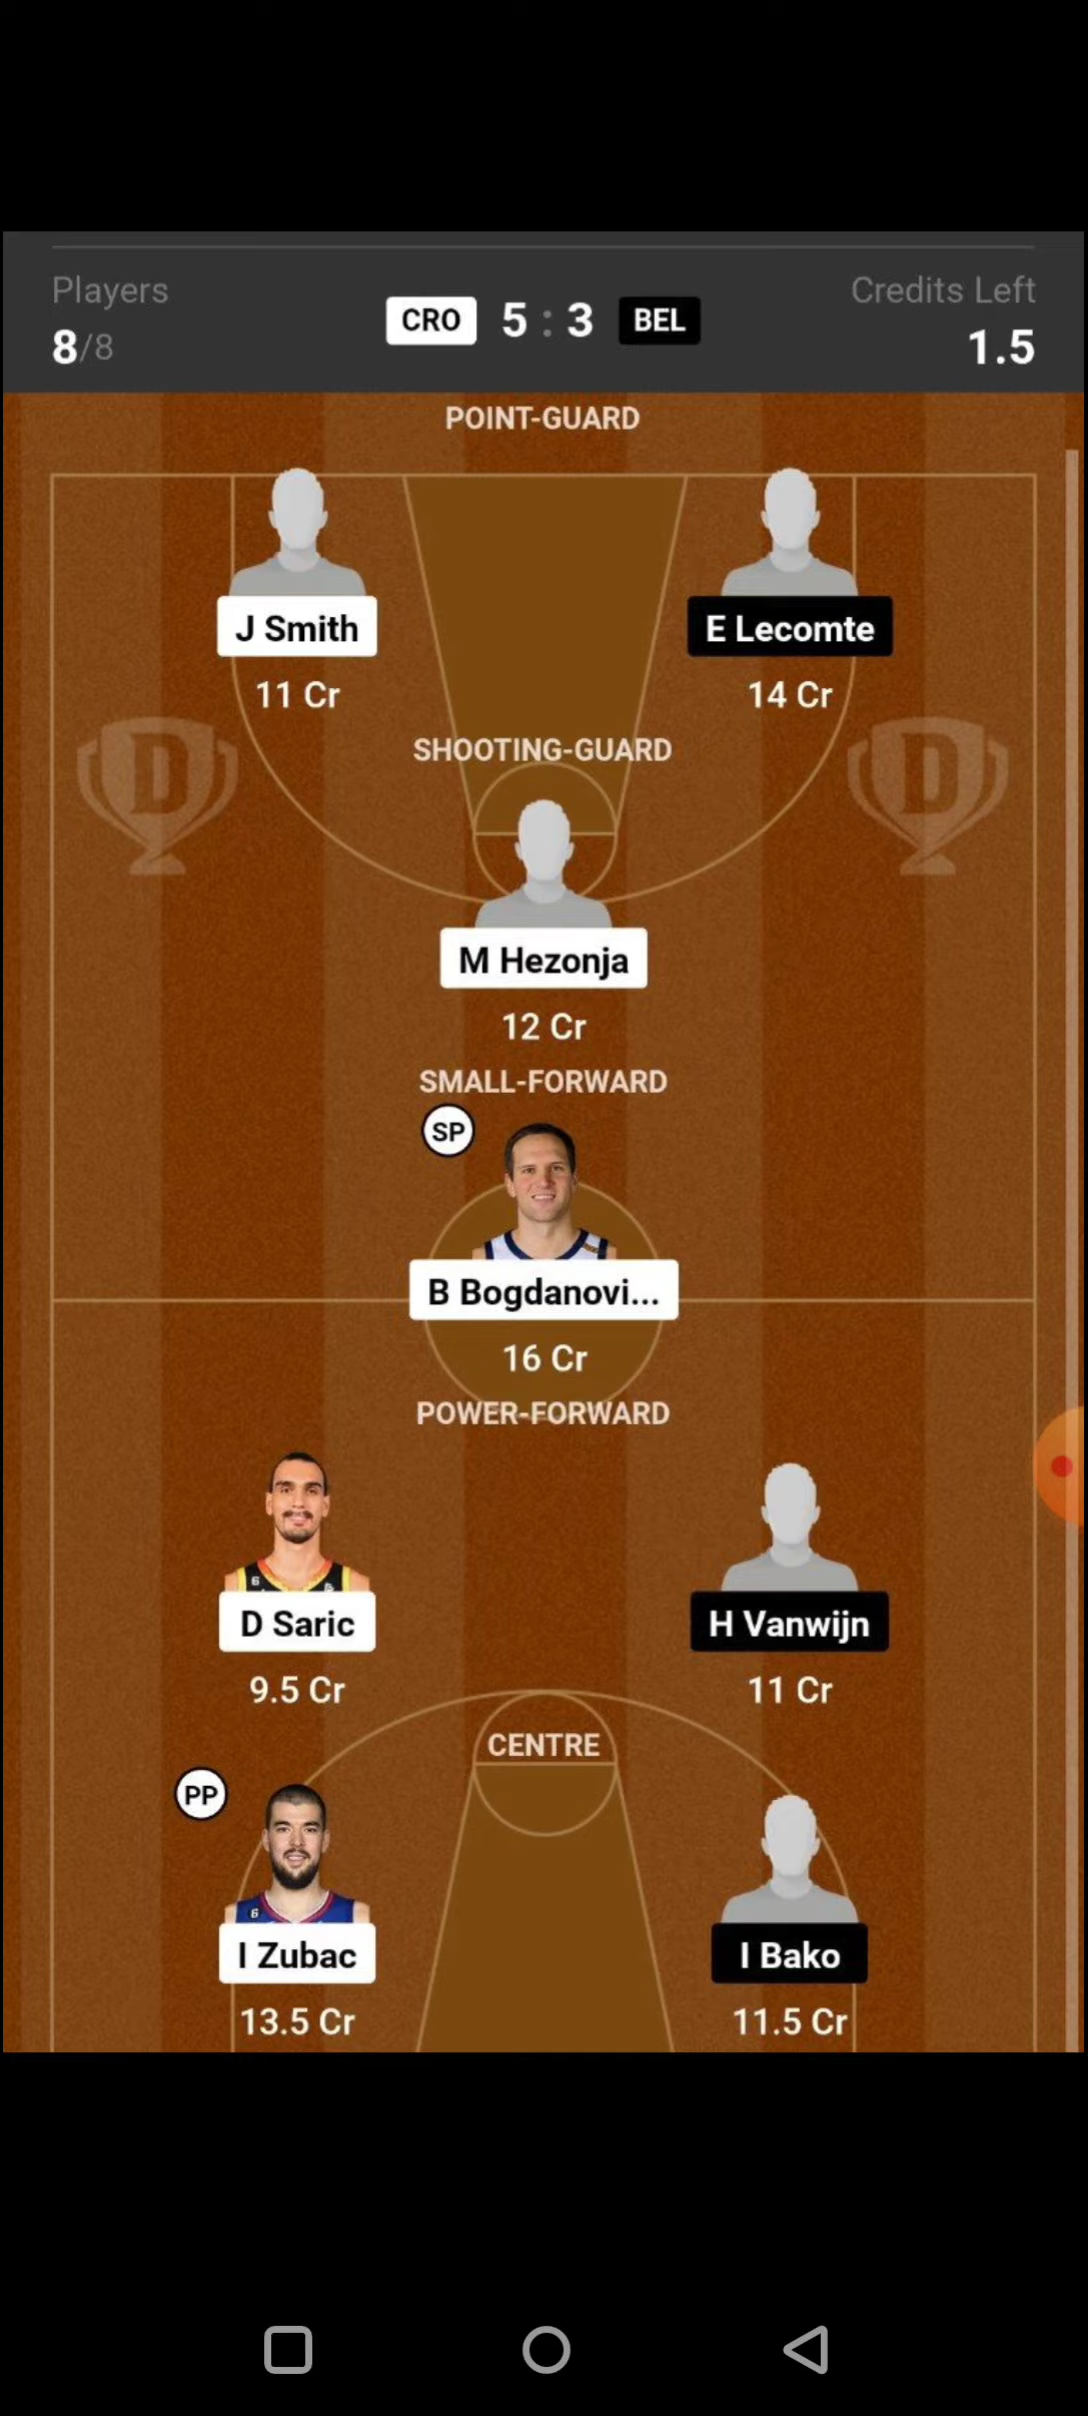 Players
Credits Left
8/8
CRO 5 : 3 BEL
1.5
POINT-GUARD
J Smith
E Lecomte
11 Cr
14 Cr
D
D
SHOOTING-GUARD
M Hezonja
12 Cr
SMALL-FORWARD
SP
B Bogdanovi...
16 Cr
POWER-FORWARD
6
D Saric
H Vanwijn
9.5 Cr
11 Cr
CENTRE
PP
6
I Zubac
I Bako
13.5 Cr
11.5 Cr